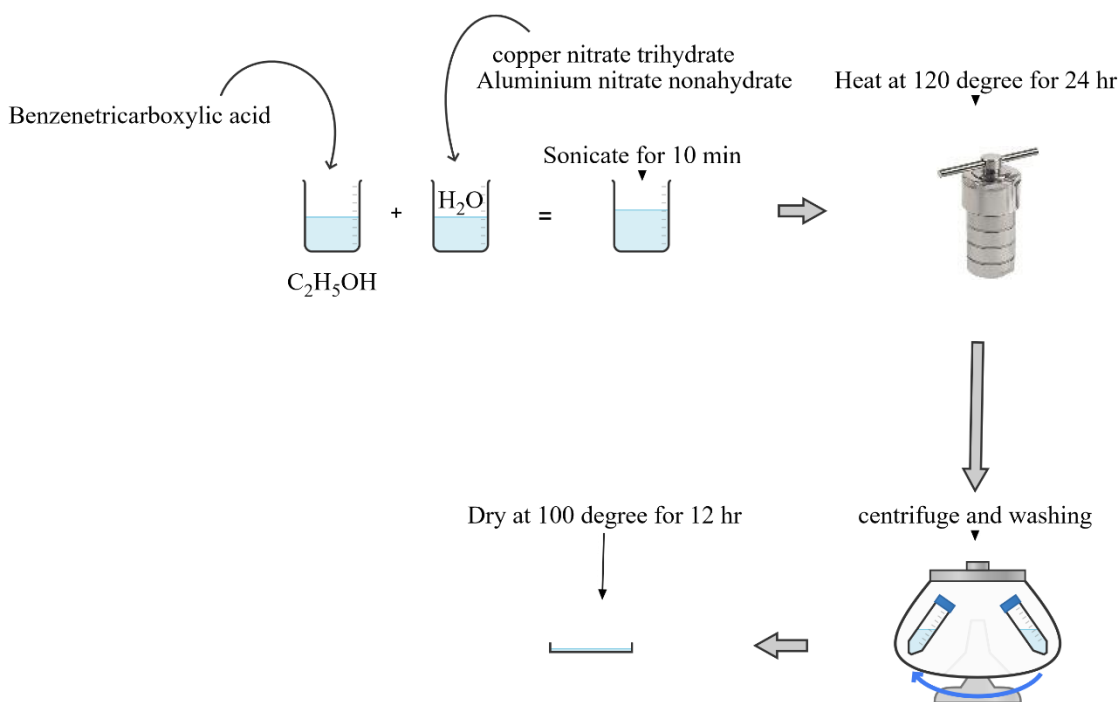 copper nitrate trihydrate
Aluminium nitrate nonahydrate
Heat at 120 degree for 24 hr
Benzenetricarboxylic acid
Sonicate for 10 min
H₂O
+
=
C₂H₅OH
Dry at 100 degree for 12 hr
centrifuge and washing